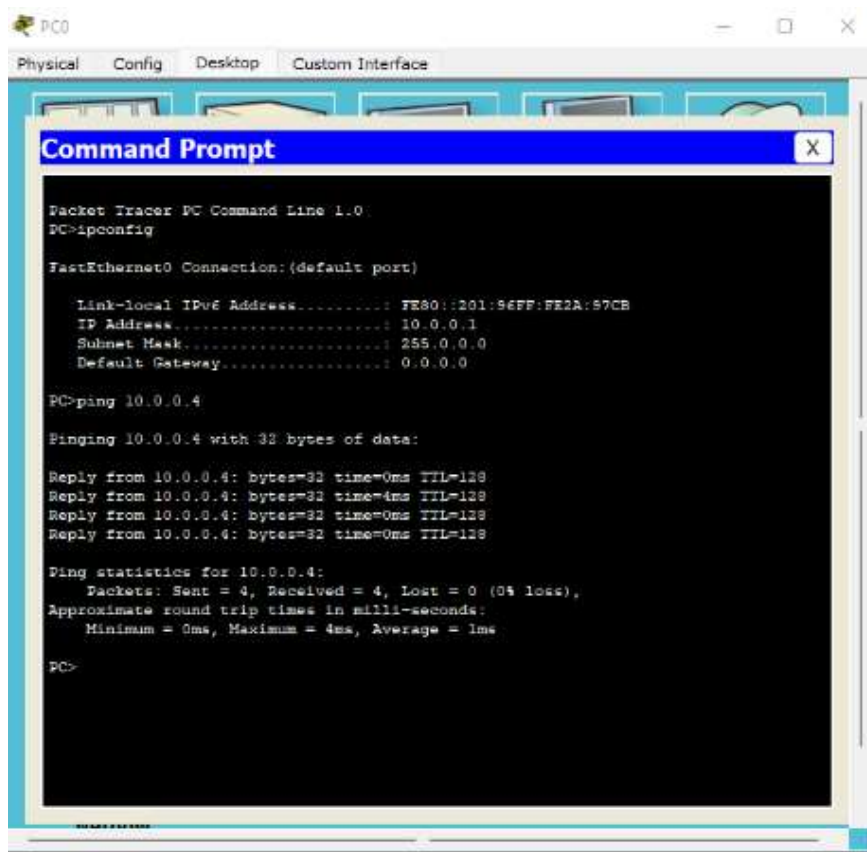 PC0
Physical Config Desktop Custom Interface
Command Prompt X
Packet Tracer PC Command Line 1.0
PC>ipconfig
FastEthernet0 Connection:(default port)
Link-local IPv6 Address.........: FE80::201:96FF:FE2A:97CB
IP Address......................: 10.0.0.1
Subnet Mask.....................: 255.0.0.0
Default Gateway.................: 0.0.0.0
PC>ping 10.0.0.4
Pinging 10.0.0.4 with 32 bytes of data:
Reply from 10.0.0.4: bytes=32 time=0ms TTL=128
Reply from 10.0.0.4: bytes=32 time=4ms TTL=128
Reply from 10.0.0.4: bytes=32 time=0ms TTL=128
Reply from 10.0.0.4: bytes=32 time=0ms TTL=128
Ping statistics for 10.0.0.4:
Packets: Sent = 4, Received = 4, Lost = 0 (0% loss),
Approximate round trip times in milli-seconds:
Minimum = 0ms, Maximum = 4ms, Average = 1ms
PC>